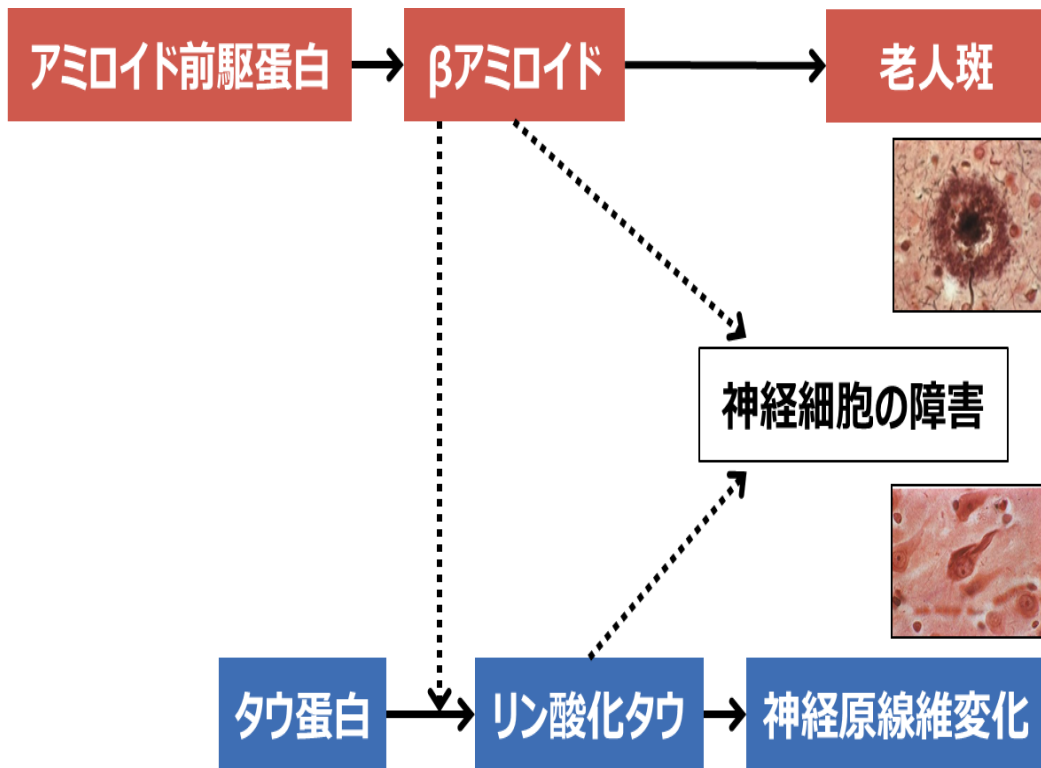 アミロイド前駆蛋白
βアミロイド
老人斑
神経細胞の障害
タウ蛋白
リン酸化タウ
神経原線維変化